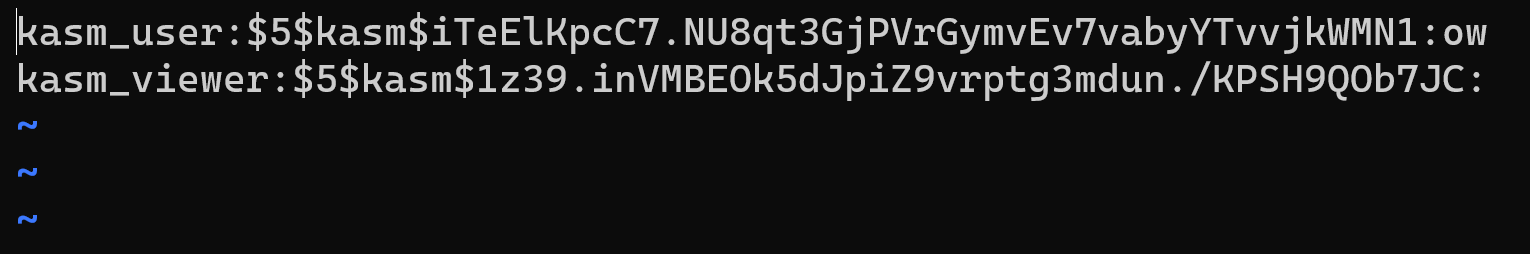 kasm_user:$5$kasm$iTeElKpcC7.NU8qt3GjPVrGymvEv7vabyYTvvjkWMN1:ow
kasm_viewer:$5$kasm$1z39.inVMBEOk5dJpiZ9vrptg3mdun./KPSH9QOb7JC:
~
~
~